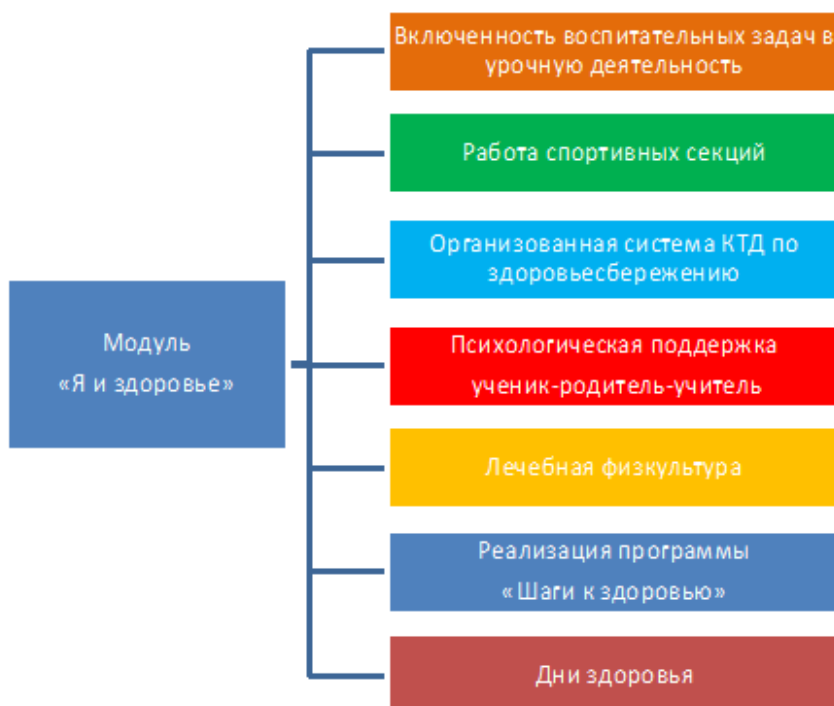 Модуль
«Я и здоровье»
Включенность воспитательных задач в
урочную деятельность
Работа спортивных секций
Организованная система КТД по
здоровьесбережению
Психологическая поддержка
ученик-родитель-учитель
Лечебная физкультура
Реализация программы
«Шаги к здоровью»
Дни здоровья